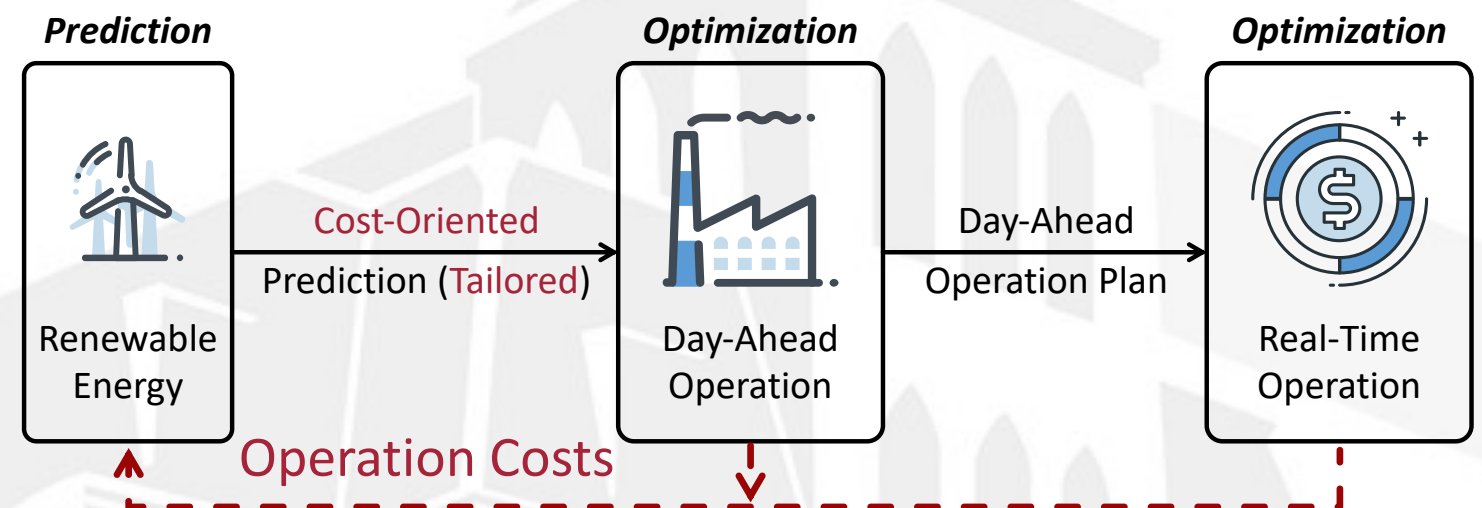 Prediction
Optimization
Optimization
Cost-Oriented
Prediction (Tailored)
Day-Ahead
Operation Plan
Renewable
Energy
Day-Ahead
Operation
$
Real-Time
Operation
Operation Costs